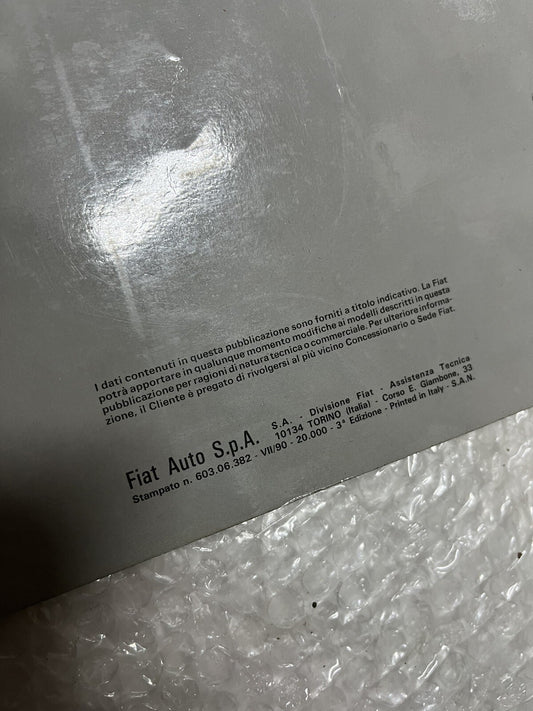 I dati contenuti in questa pubblicazione sono forniti a titolo indicativo. La Fiat
potrà apportare in qualunque momento modifiche ai modelli descritti in questa
pubblicazione per ragioni di natura tecnica o commerciale. Per ulteriore informa-
zione, il Cliente è pregato di rivolgersi al più vicino Concessionario o Sede Fiat.
Fiat Auto S.p.A.
S.A. - Divisione Fiat - Assistenza Tecnica
10134 TORINO (Italia) - Corso E. Giambone, 33
Stampato n. 603.06.382 - VII/90 - 20.000 - 3ª Edizione - Printed in Italy - S.A.N.